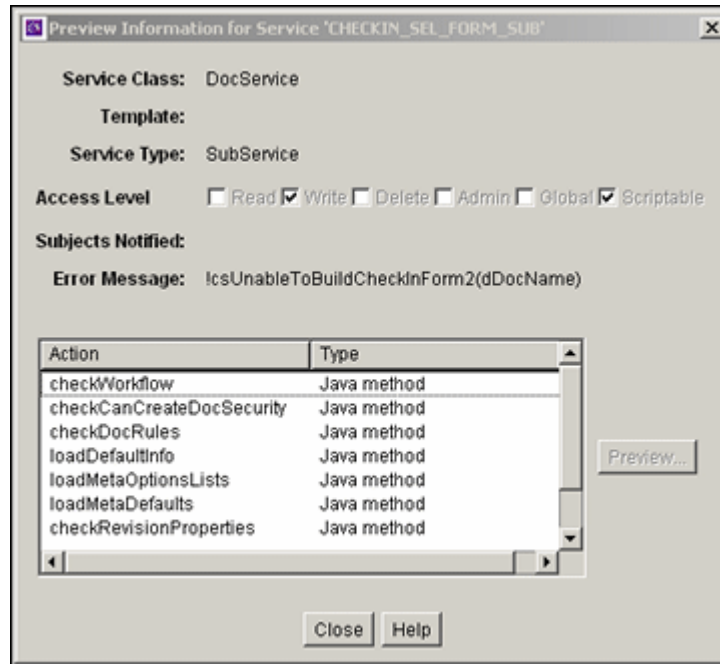 Preview Information for Service 'CHECKIN_SEL_FORM_SUB'
Service Class: DocService
Template:
Service Type: SubService
Access Level Read Write Delete Admin Global Scriptable
Subjects Notified:
Error Message: !csUnableToBuildCheckInForm2(dDocName)
Action Type
checkWorkflow Java method
checkCanCreateDocSecurity Java method
checkDocRules Java method
loadDefaultInfo Java method
loadMetaOptionsLists Java method
loadMetaDefaults Java method
checkRevisionProperties Java method
Preview...
Close Help